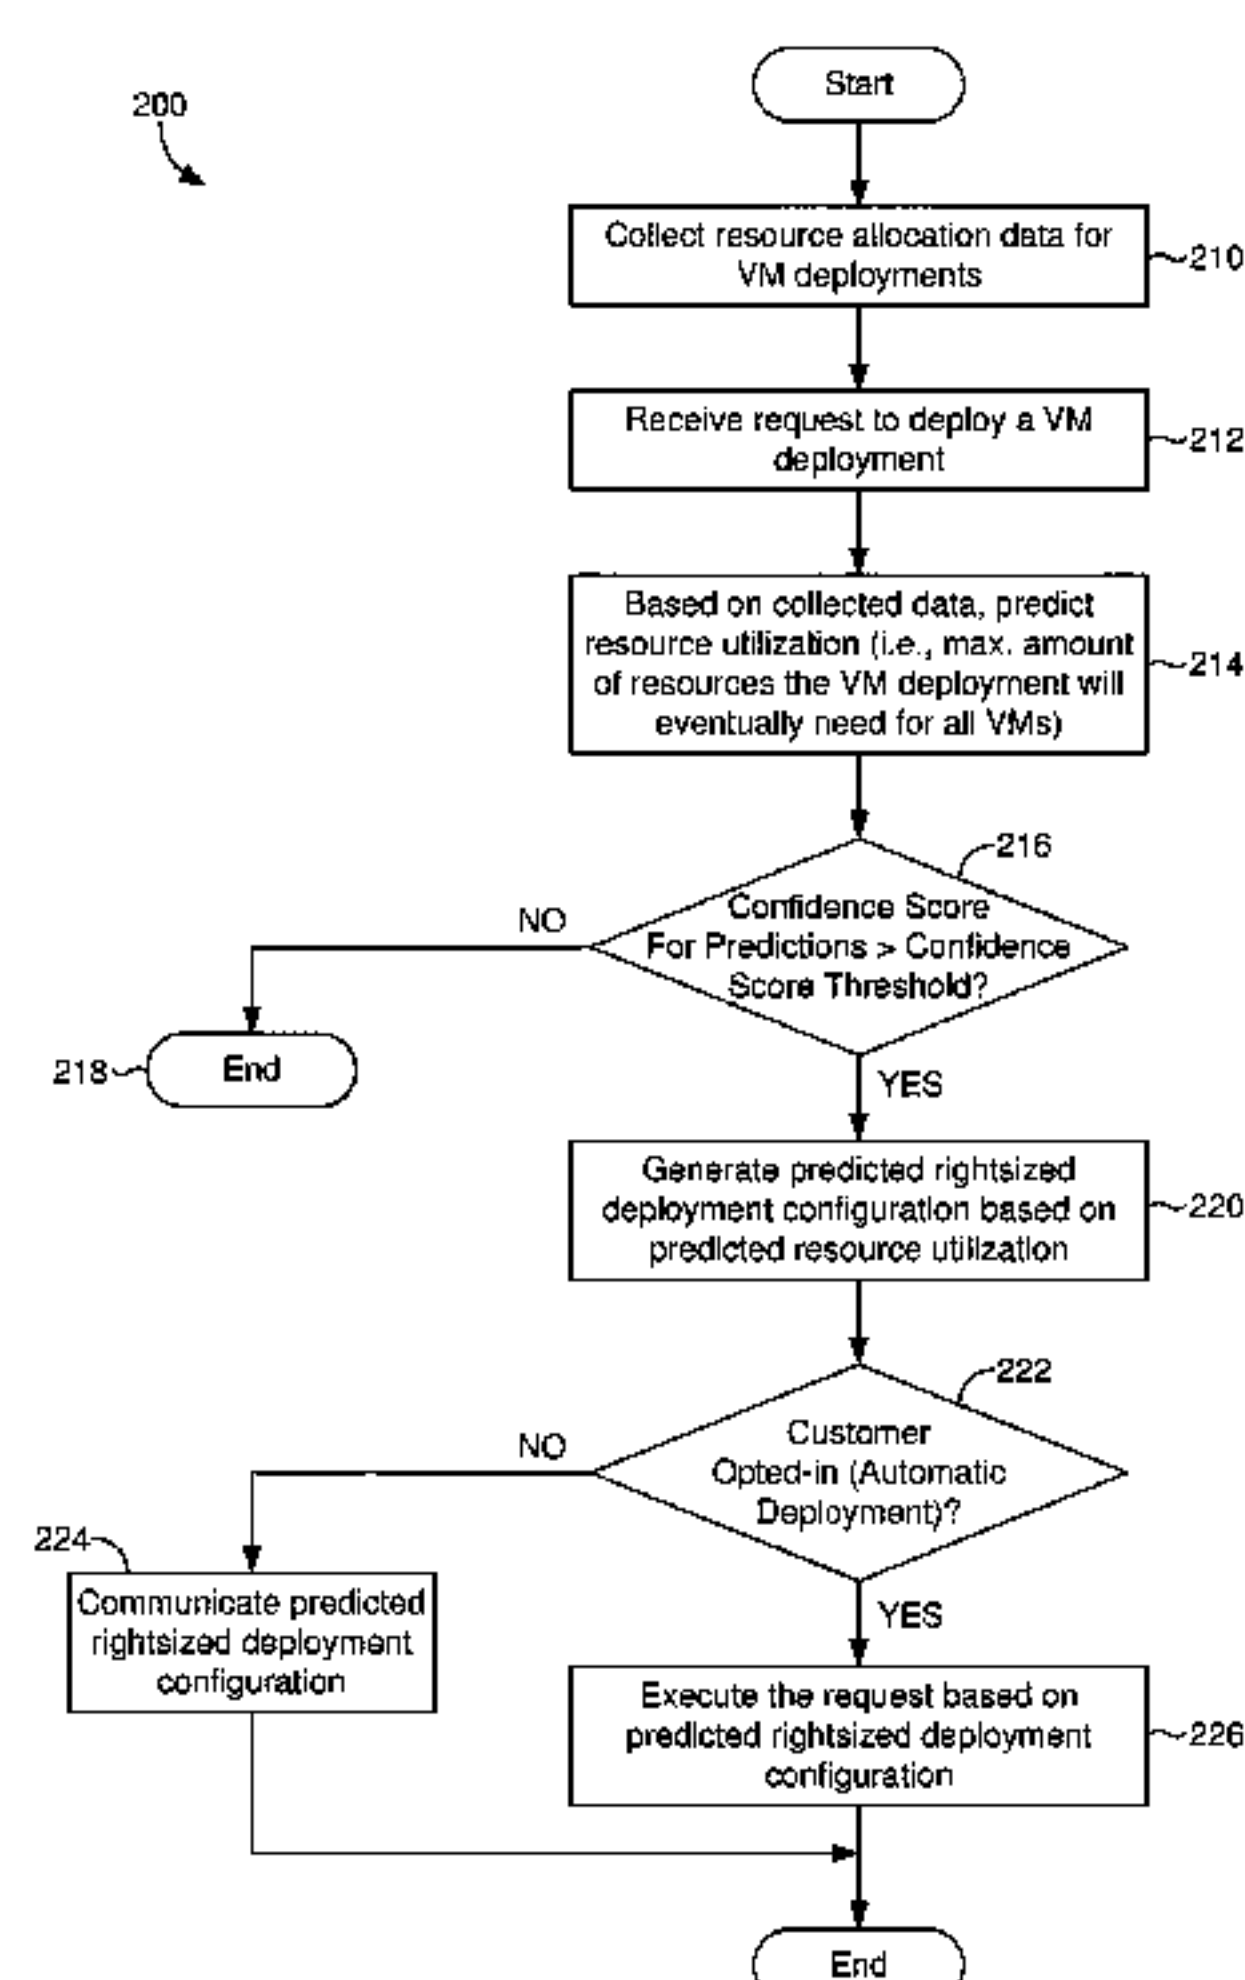 200
Start
Collect resource allocation data for
VM deployments
210
Receive request to deploy a VM
deployment
212
Based on collected data, predict
resource utilization (i.e., max. amount
of resources the VM deployment will
eventually need for all VMs)
214
216
Confidence Score
For Predictions > Confidence
Score Threshold?
NO
218
End
YES
Generate predicted rightsized
deployment configuration based on
predicted resource utilization
220
222
Customer
Opted-in (Automatic
Deployment)?
NO
224
Communicate predicted
rightsized deployment
configuration
YES
Execute the request based on
predicted rightsized deployment
configuration
226
End